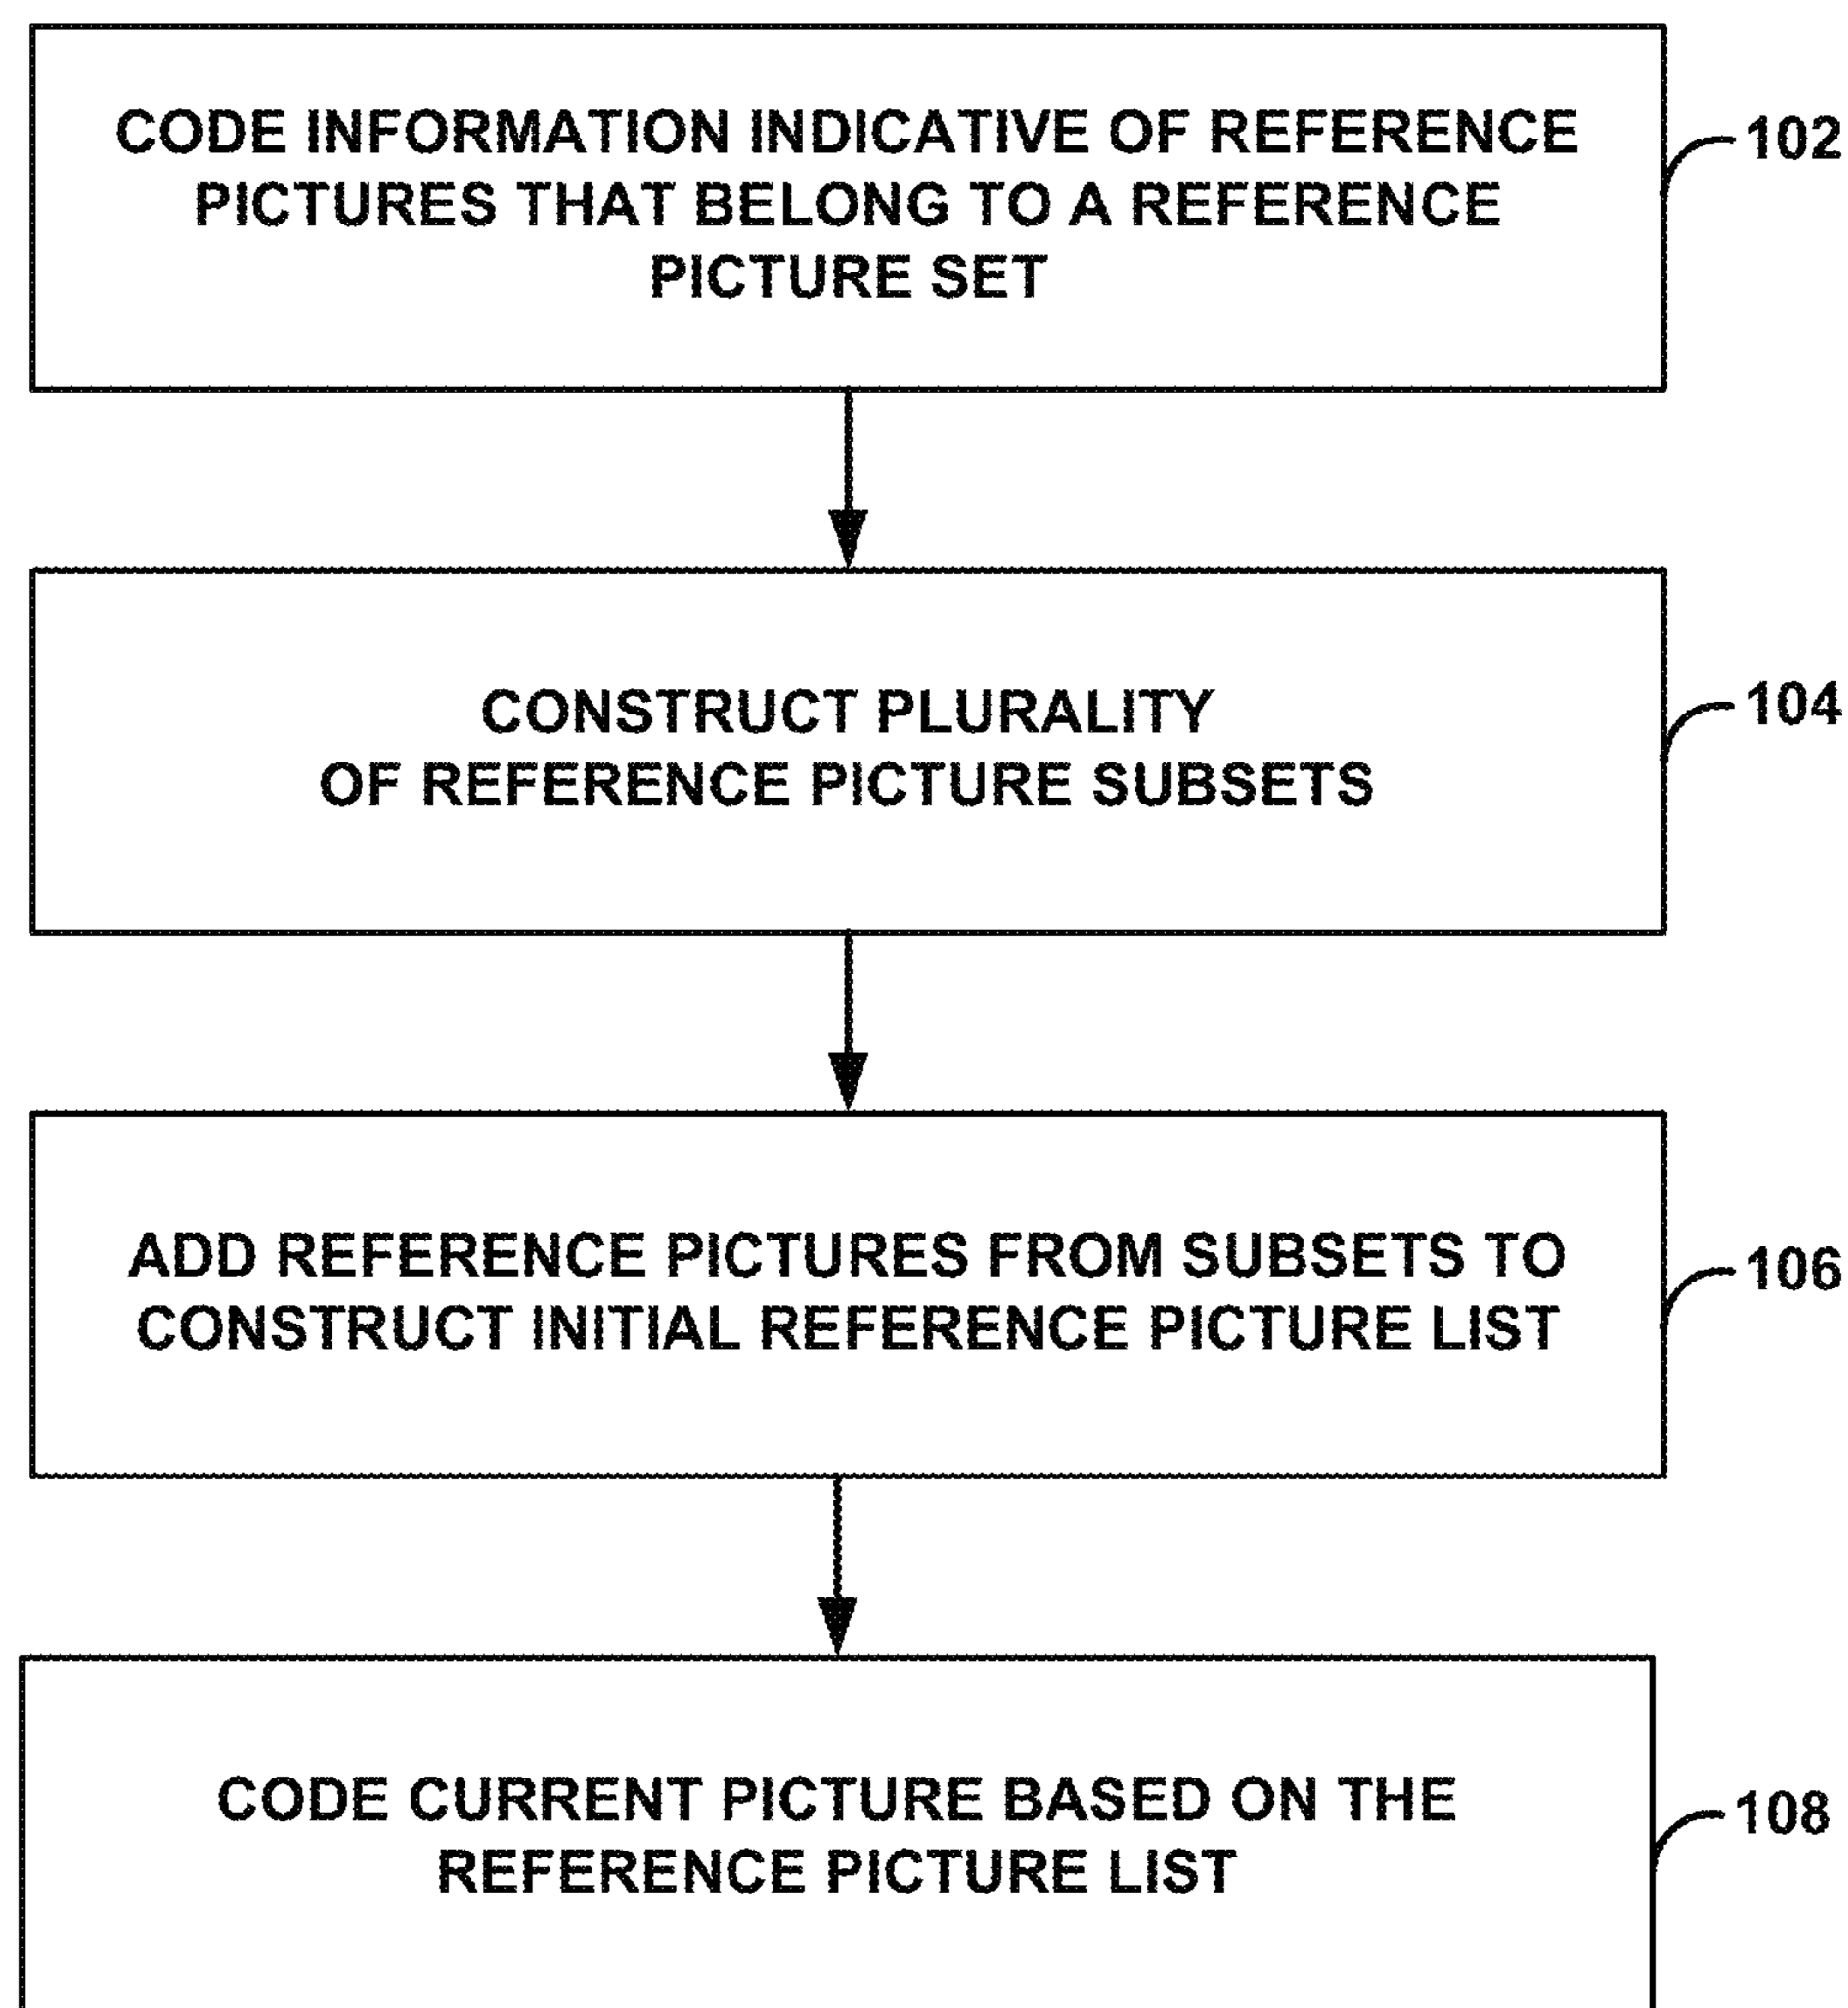 CODE INFORMATION INDICATIVE OF REFERENCE
PICTURES THAT BELONG TO A REFERENCE
PICTURE SET
102
CONSTRUCT PLURALITY
OF REFERENCE PICTURE SUBSETS
104
ADD REFERENCE PICTURES FROM SUBSETS TO
CONSTRUCT INITIAL REFERENCE PICTURE LIST
106
CODE CURRENT PICTURE BASED ON THE
REFERENCE PICTURE LIST
108